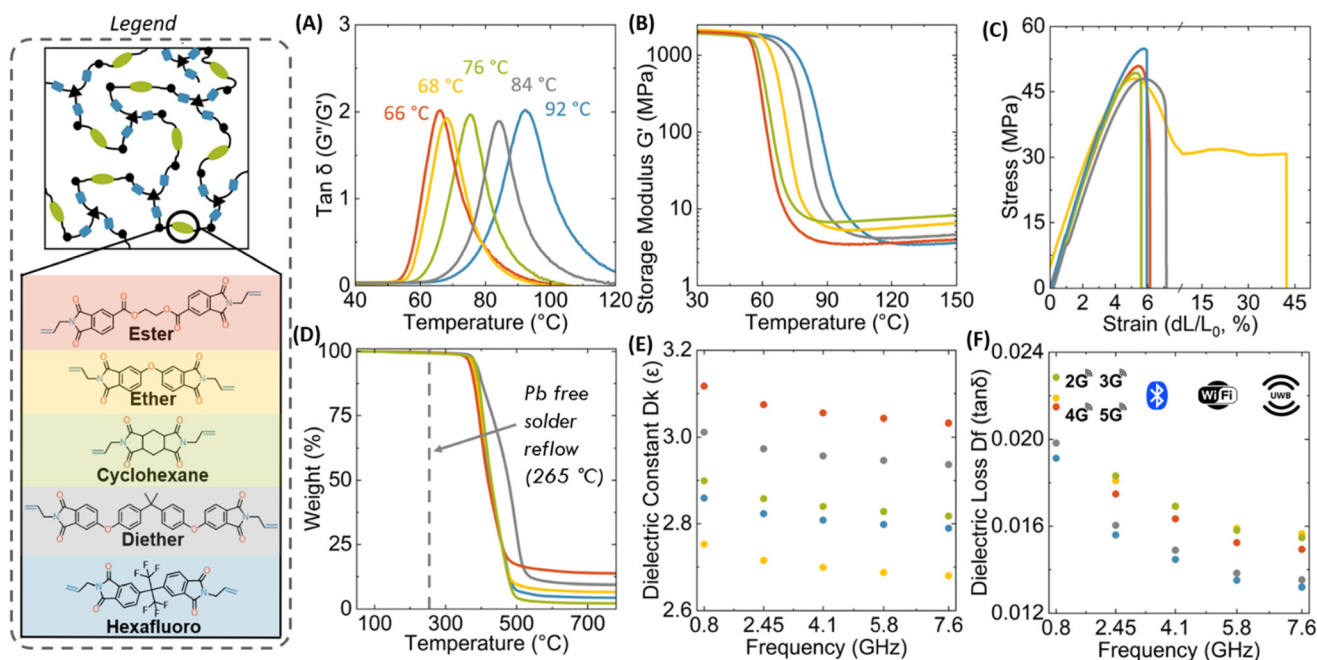 Legend
Ester
Ether
Cyclohexane
Diether
Hexafluoro
(A)
Tan δ (G''/G')
3
2
1
0
66 °C
68 °C
76 °C
84 °C
92 °C
40 60 80 100 120
Temperature (°C)
(B)
Storage Modulus G' (MPa)
1000
100
10
1
30 60 90 120 150
Temperature (°C)
(C)
Stress (MPa)
60
45
30
15
0
0 2 4 6 15 30 45
Strain (dL/L₀, %)
(D)
Weight (%)
100
75
50
25
0
Pb free
solder
reflow
(265 °C)
100 300 500 700
Temperature (°C)
(E)
Dielectric Constant Dk (ε)
3.2
3.0
2.8
2.6
0.8 2.45 4.1 5.8 7.6
Frequency (GHz)
(F)
Dielectric Loss Df (tanδ)
0.024
0.020
0.016
0.012
2G 3G
4G 5G
WiFi
UWB
0.8 2.45 4.1 5.8 7.6
Frequency (GHz)